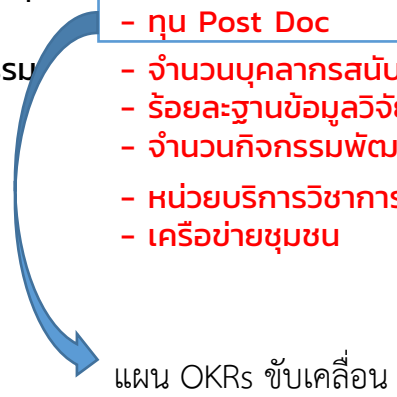 - ทุน Post Doc
- จำนวนบุคลากรสนับ
- ร้อยละฐานข้อมูลวิจัย
- จำนวนกิจกรรมพัฒ
- หน่วยบริการวิชาการ
- เครือข่ายชุมชน
แผน OKRs ขับเคลื่อน